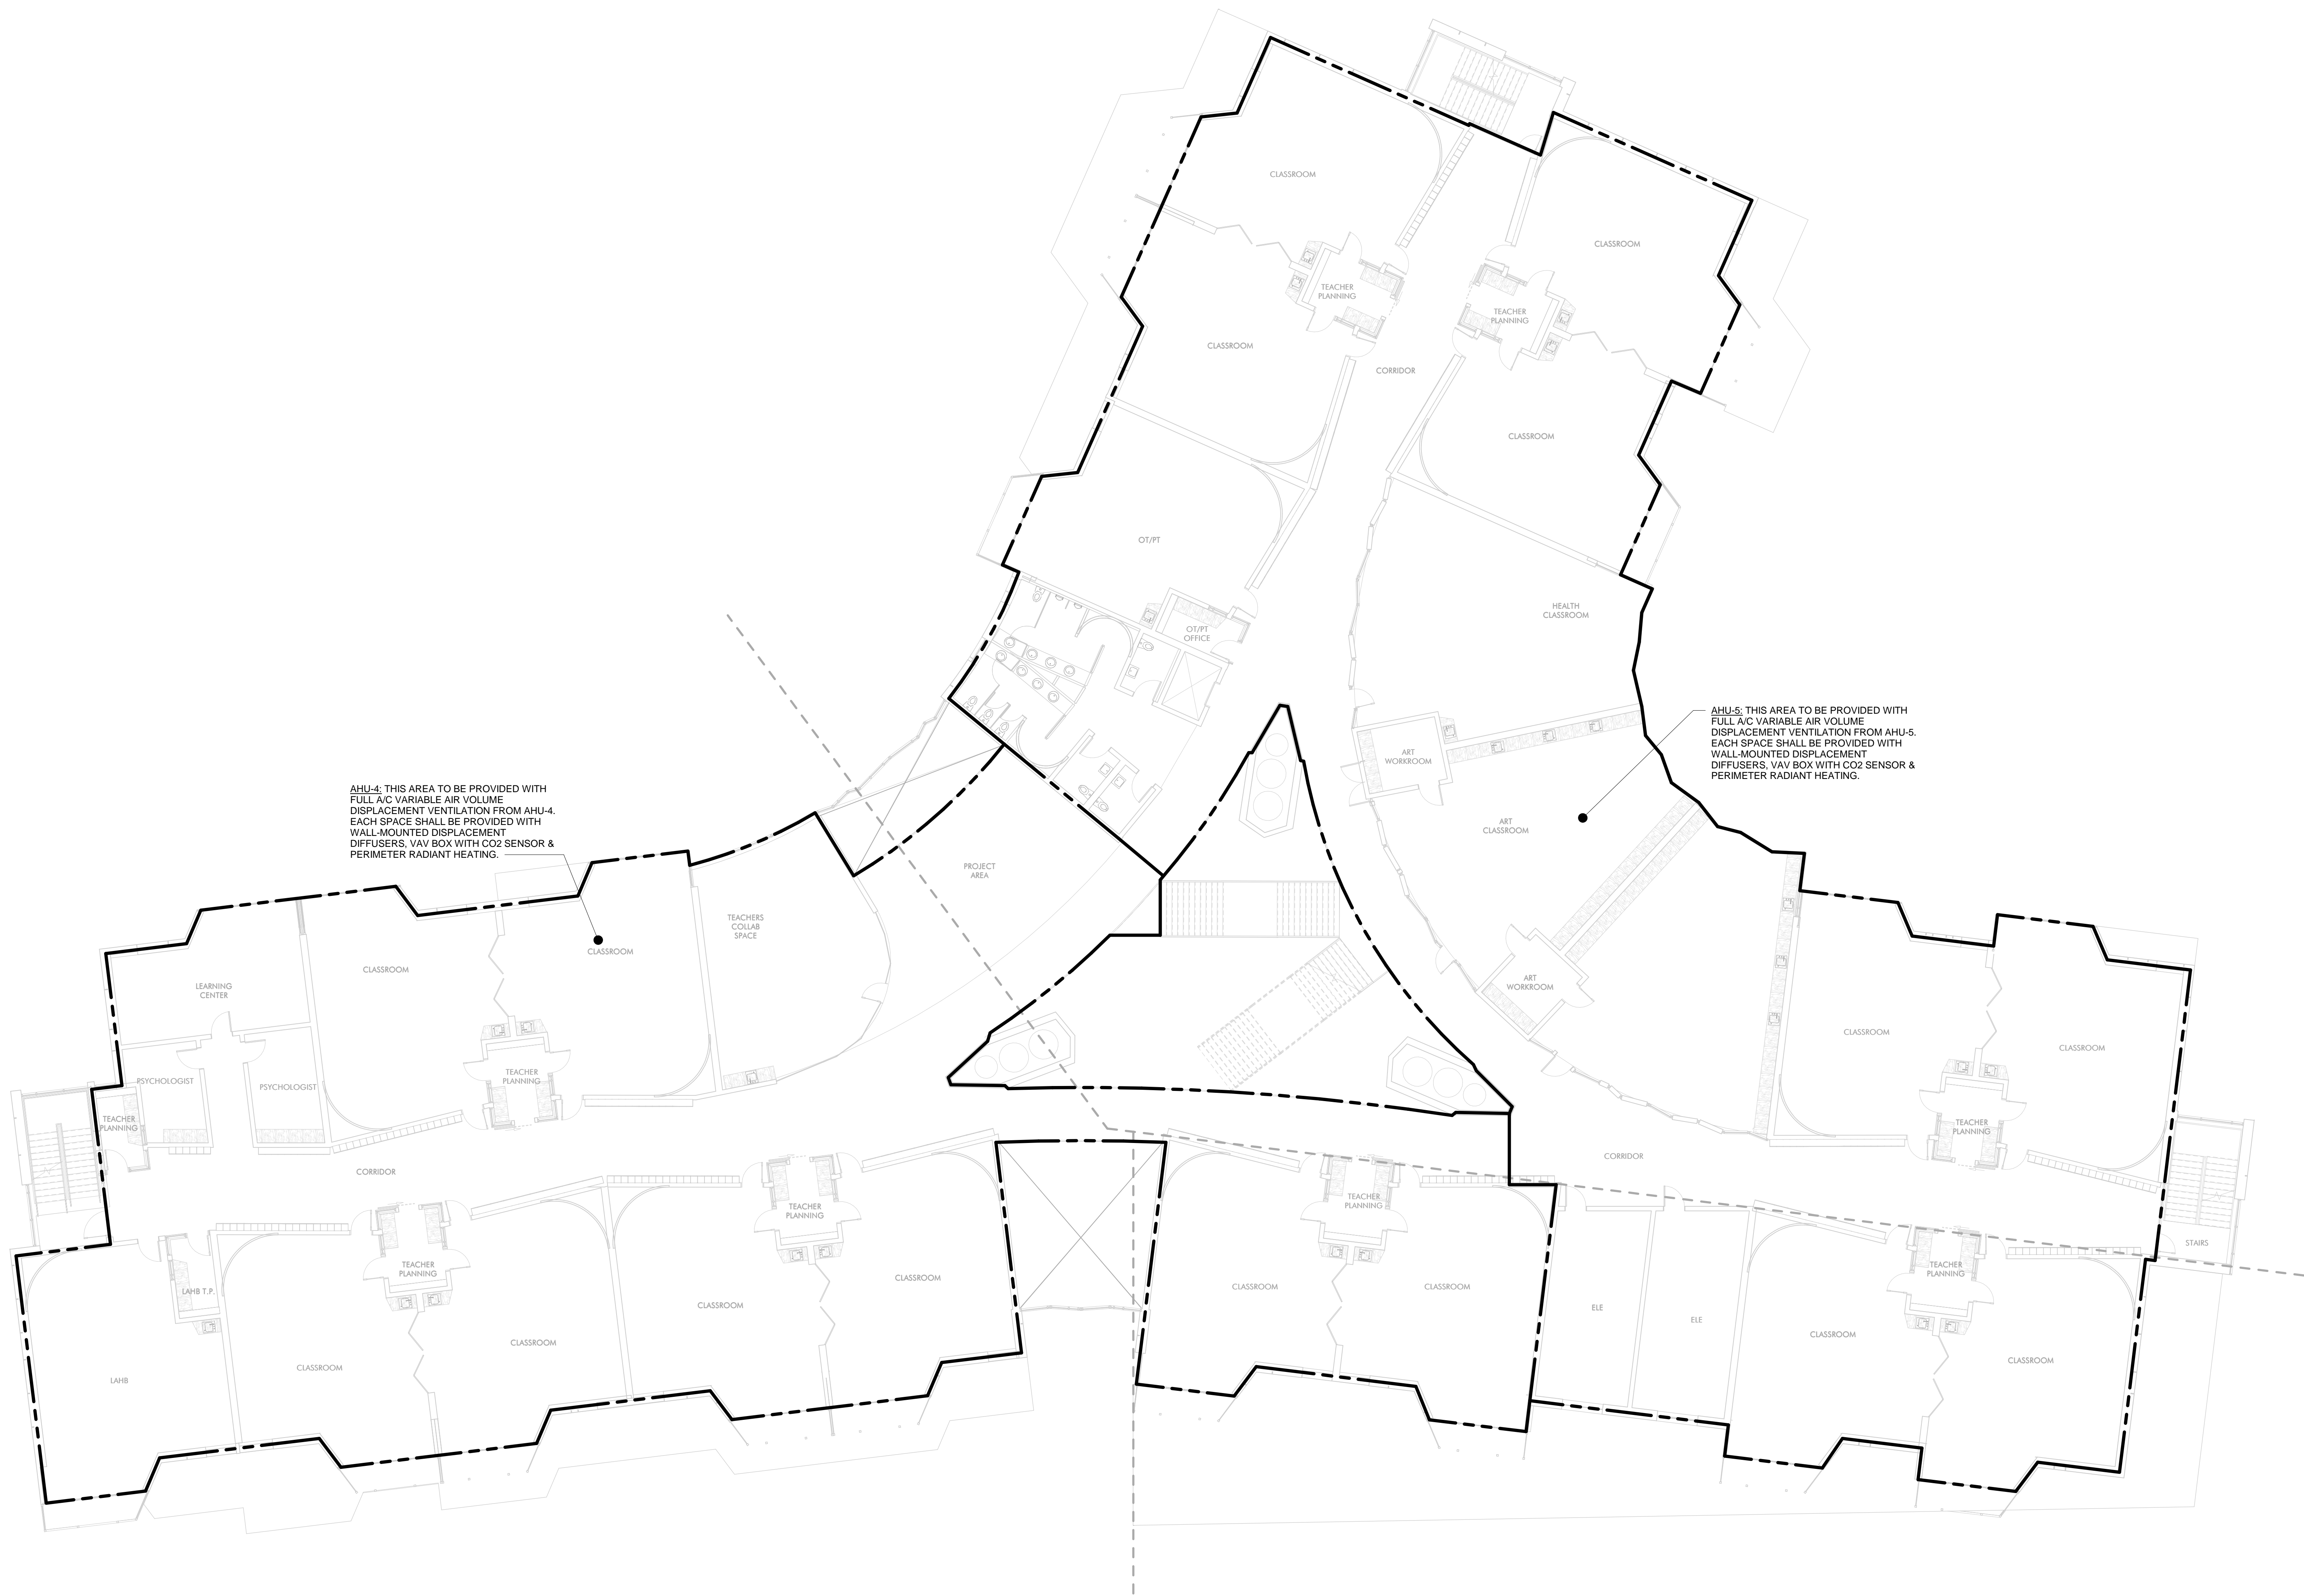 CLASSROOM
CLASSROOM
TEACHER
PLANNING
TEACHER
PLANNING
CLASSROOM
CORRIDOR
CLASSROOM
OT/PT
HEALTH
CLASSROOM
OT/PT
OFFICE
AHU-5: THIS AREA TO BE PROVIDED WITH
FULL A/C VARIABLE AIR VOLUME
DISPLACEMENT VENTILATION FROM AHU-5.
EACH SPACE SHALL BE PROVIDED WITH
WALL-MOUNTED DISPLACEMENT
DIFFUSERS, VAV BOX WITH CO2 SENSOR &
PERIMETER RADIANT HEATING.
ART
WORKROOM
AHU-4: THIS AREA TO BE PROVIDED WITH
FULL A/C VARIABLE AIR VOLUME
DISPLACEMENT VENTILATION FROM AHU-4.
EACH SPACE SHALL BE PROVIDED WITH
WALL-MOUNTED DISPLACEMENT
DIFFUSERS, VAV BOX WITH CO2 SENSOR &
PERIMETER RADIANT HEATING.
ART
CLASSROOM
PROJECT
AREA
TEACHERS
COLLAB
SPACE
CLASSROOM
CLASSROOM
LEARNING
CENTER
ART
WORKROOM
CLASSROOM
CLASSROOM
PSYCHOLOGIST
PSYCHOLOGIST
TEACHER
PLANNING
TEACHER
PLANNING
TEACHER
PLANNING
CORRIDOR
CORRIDOR
TEACHER
PLANNING
TEACHER
PLANNING
STAIRS
TEACHER
PLANNING
TEACHER
PLANNING
LAHB T.P.
CLASSROOM
CLASSROOM
CLASSROOM
CLASSROOM
ELE
ELE
CLASSROOM
CLASSROOM
CLASSROOM
CLASSROOM
LAHB